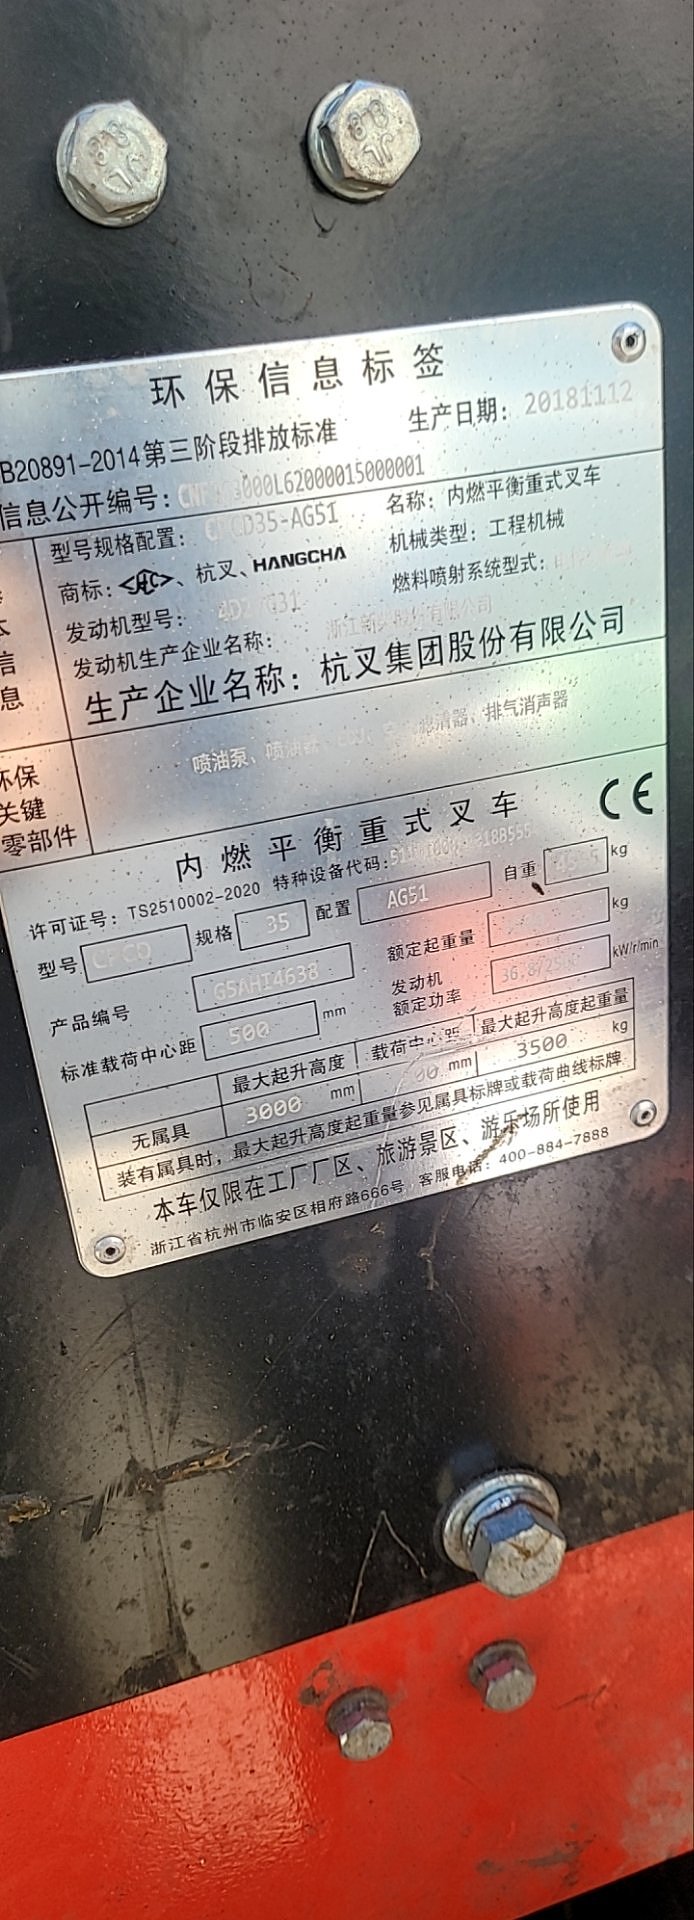 8.8
8.8
环保信息标签
B20891-2014第三阶段排放标准 生产日期：20181112
信息公开编号：000L62000015000001
型号规格配置：CPCD35-AG51 名称：内燃平衡重式叉车
商标：、杭叉、HANGCHA 机械类型：工程机械
发动机型号： 燃料喷射系统型式：
发动机生产企业名称：
生产企业名称：杭叉集团股份有限公司
信
息
喷油泵、喷油器、滤清器、排气消声器
环保
关键
零部件
内燃平衡重式叉车 CE
许可证号：TS2510002-2020 特种设备代码：
型号 CPCD 规格 35 配置 AG51 自重 kg
产品编号 G5AH14638 额定起重量 kg
标准载荷中心距 500 mm 发动机额定功率 kW/r/min
最大起升高度 载荷中心距 最大起升高度起重量
无属具 3000 mm mm 3500 kg
装有属具时，最大起升高度起重量参见属具标牌或载荷曲线标牌
本车仅限在工厂厂区、旅游景区、游乐场所使用
浙江省杭州市临安区相府路666号 客服电话：400-884-7888